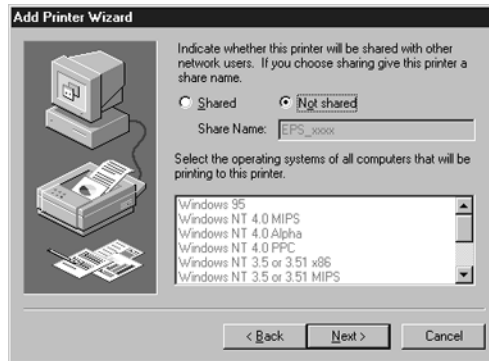 Add Printer Wizard
Indicate whether this printer will be shared with other
network users. If you choose sharing give this printer a
share name.
Shared Not shared
Share Name: EPS_xxxx
Select the operating systems of all computers that will be
printing to this printer.
Windows 95
Windows NT 4.0 MIPS
Windows NT 4.0 Alpha
Windows NT 4.0 PPC
Windows NT 3.5 or 3.51 x86
Windows NT 3.5 or 3.51 MIPS
< Back Next > Cancel